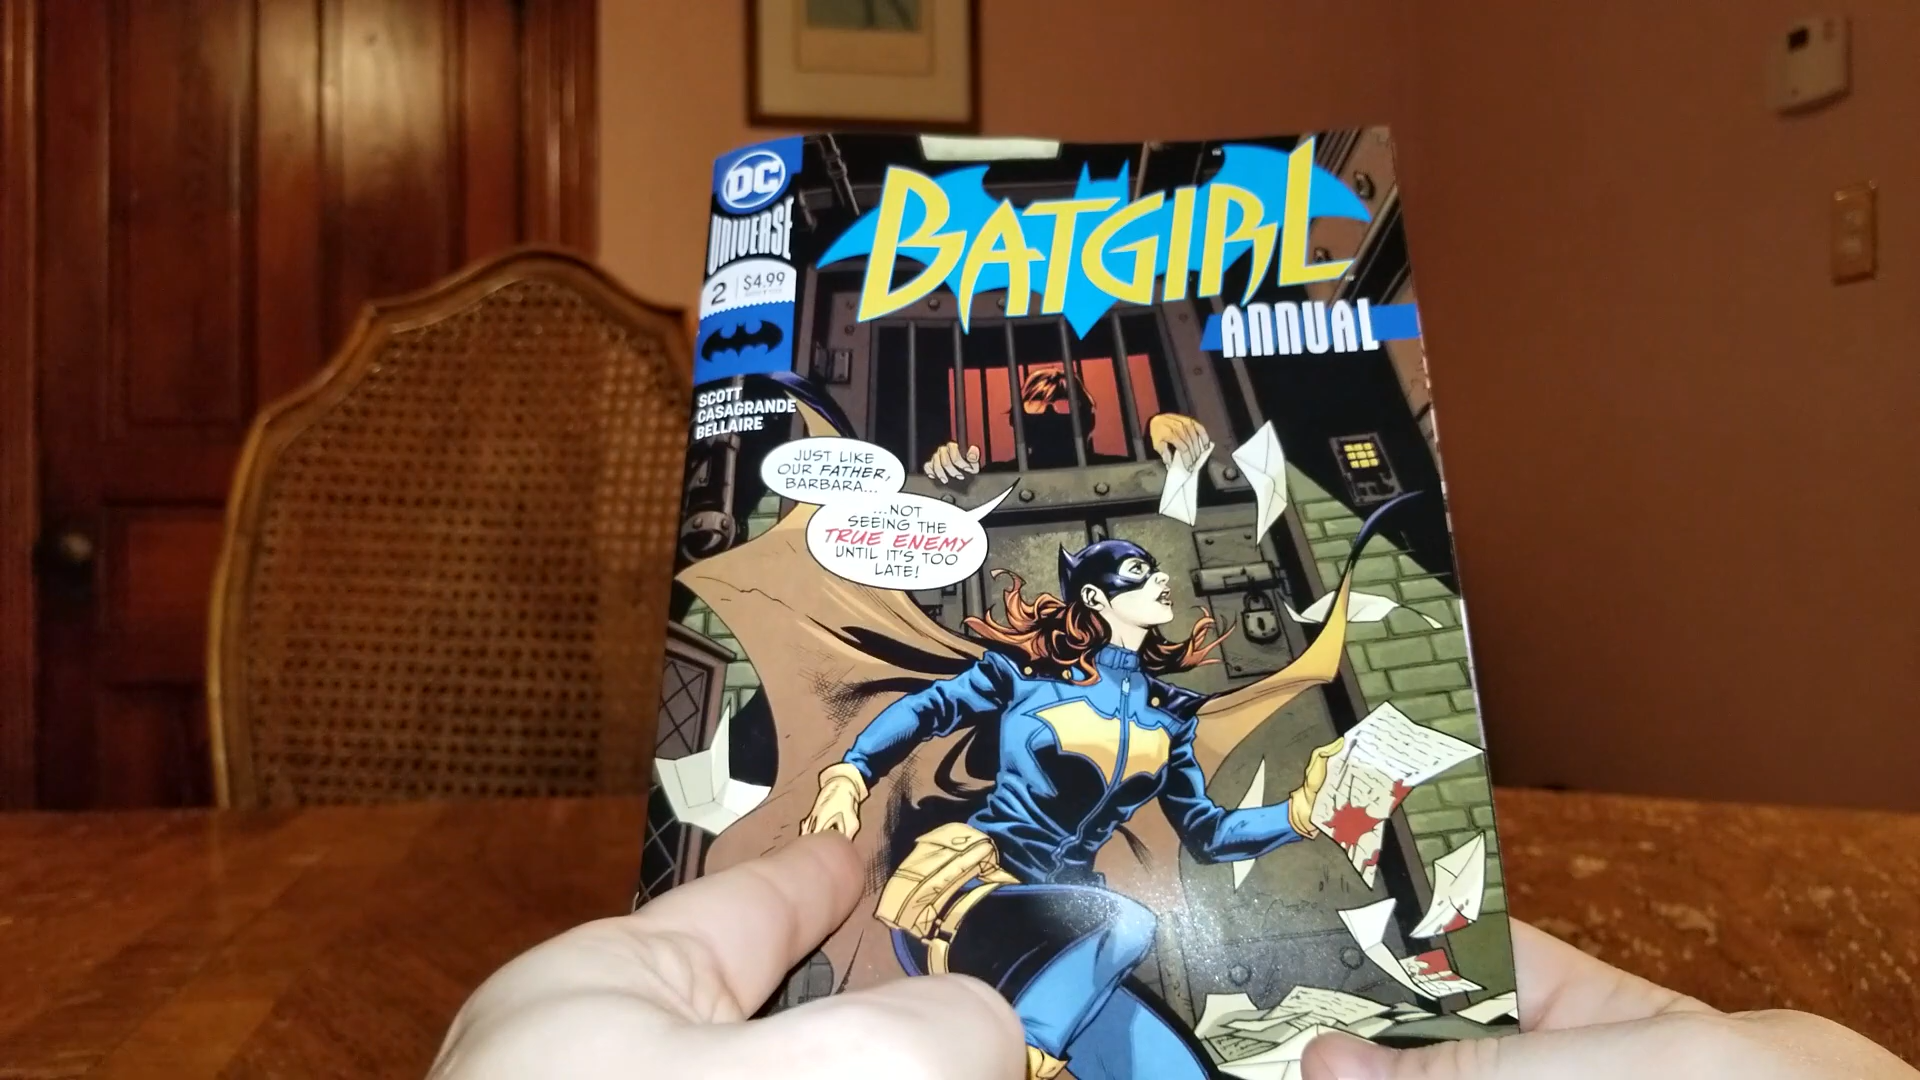 DC
UNIVERSE
2 $4.99
BATGIRL
ANNUAL
SCOTT
CASAGRANDE
BELLAIRE
JUST LIKE
OUR FATHER,
BARBARA...
...NOT
SEEING THE
TRUE ENEMY
UNTIL IT'S TOO
LATE!